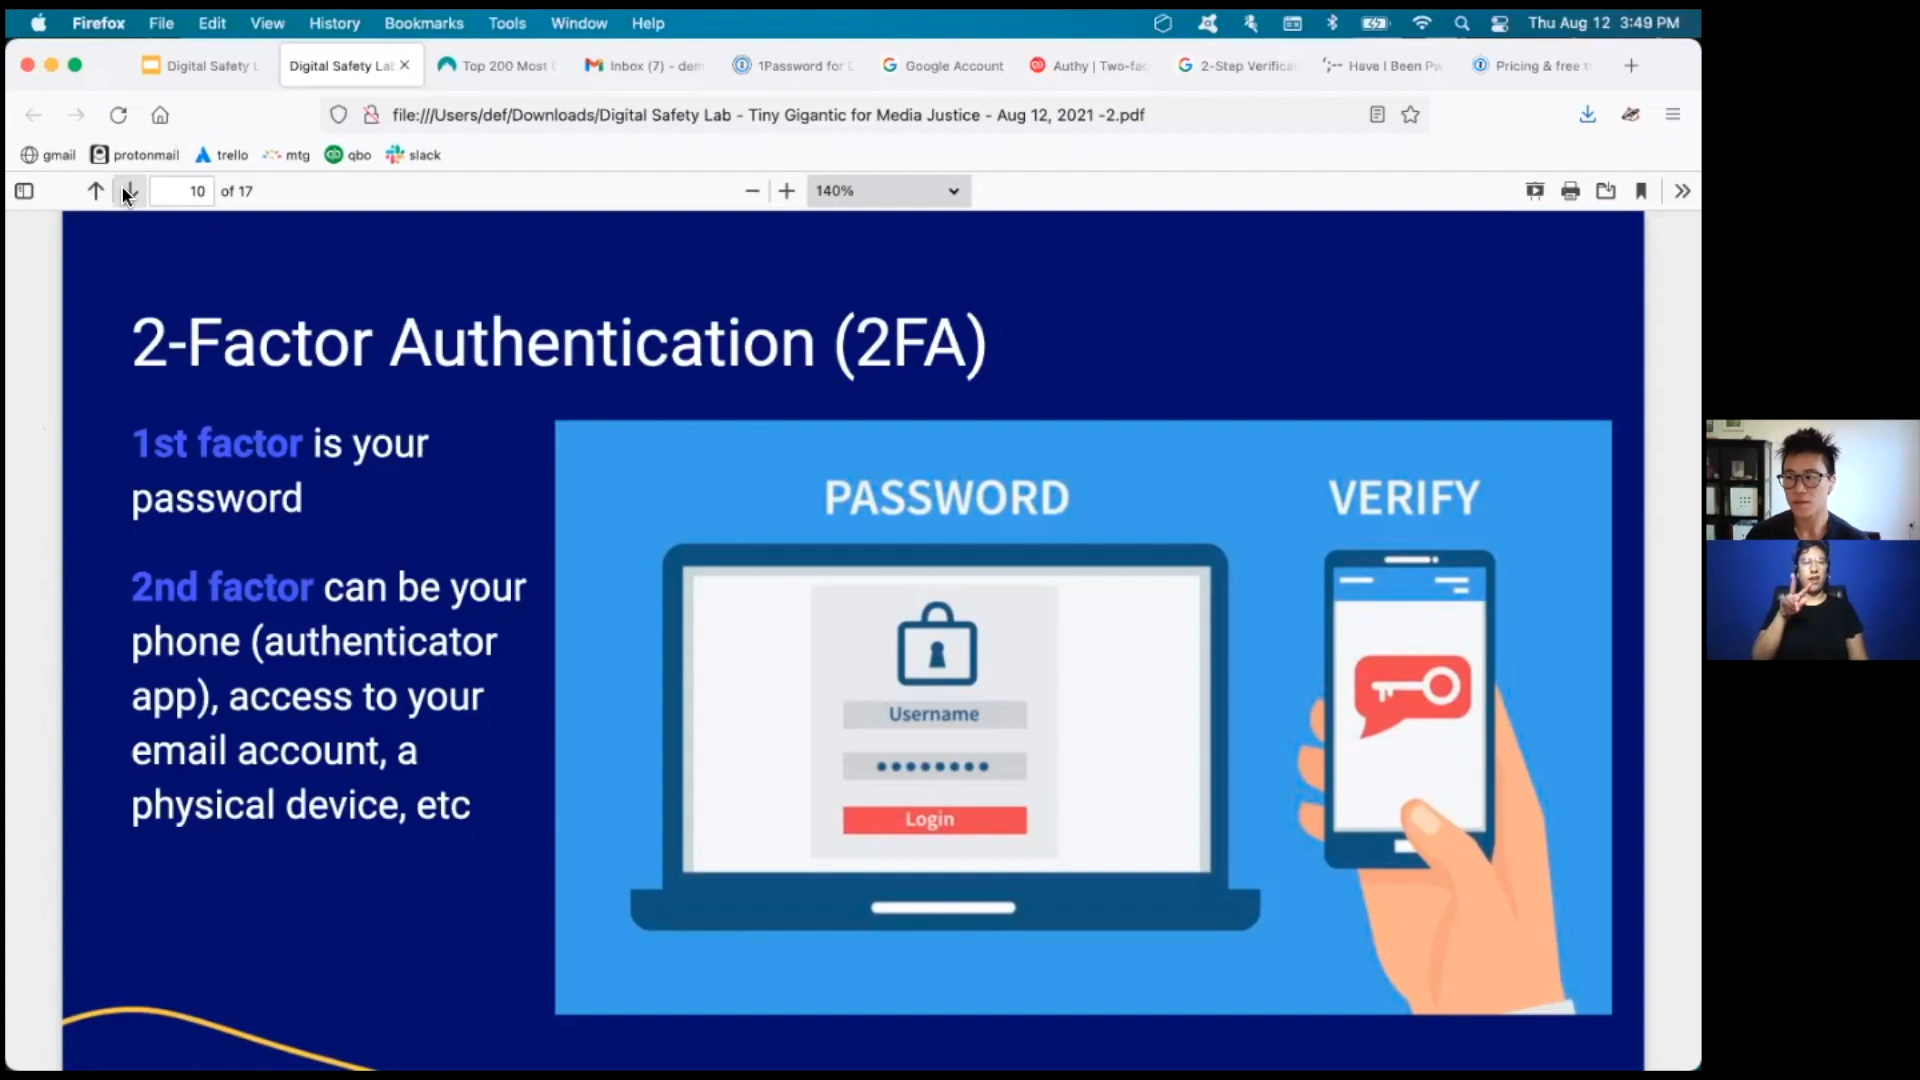 Firefox File Edit View History Bookmarks Tools Window Help Thu Aug 12 3:49 PM
Digital Safety L Digital Safety La Top 200 Most Inbox (7) - dem 1Password for Google Account Authy | Two-fac 2-Step Verifica Have I Been Pw Pricing & free t
file:///Users/def/Downloads/Digital Safety Lab - Tiny Gigantic for Media Justice - Aug 12, 2021 -2.pdf
gmail protonmail trello mtg qbo slack
10 of 17 140%
2-Factor Authentication (2FA)
1st factor is your
password
2nd factor can be your
phone (authenticator
app), access to your
email account, a
physical device, etc
PASSWORD
Username
Login
VERIFY